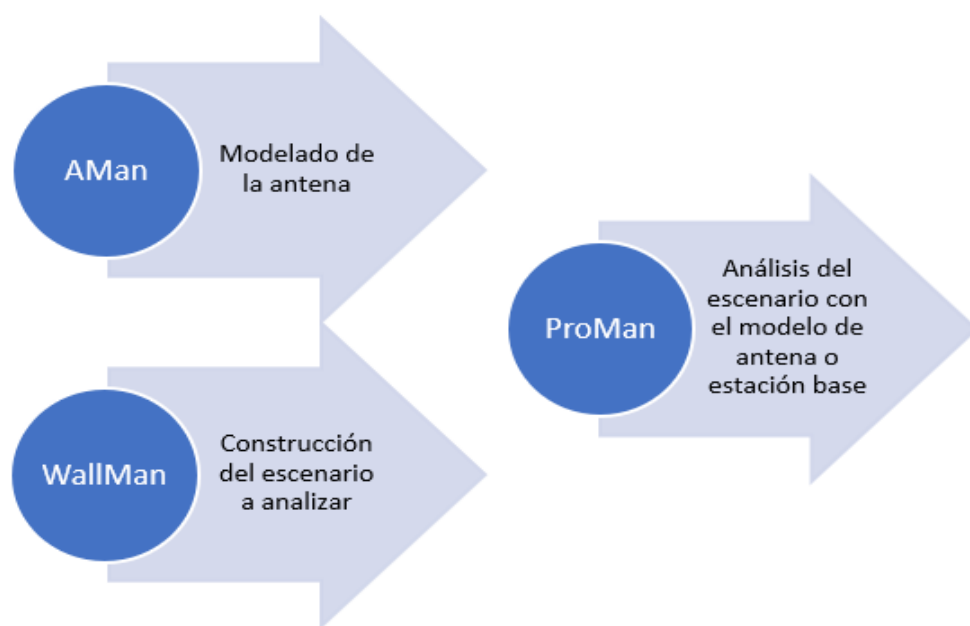 AMan
Modelado de
la antena
WallMan
Construcción
del escenario
a analizar
ProMan
Análisis del
escenario con
el modelo de
antena o
estación base